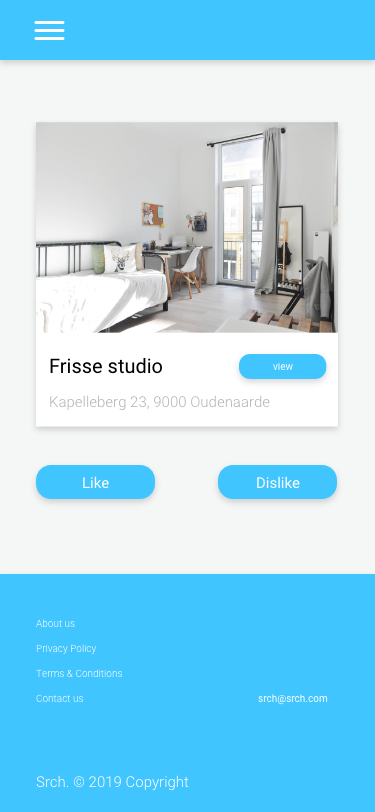 Frisse studio
view
Kapelleberg 23, 9000 Oudenaarde
Like
Dislike
About us
Privacy Policy
Terms & Conditions
Contact us
srch@srch.com
Srch. © 2019 Copyright